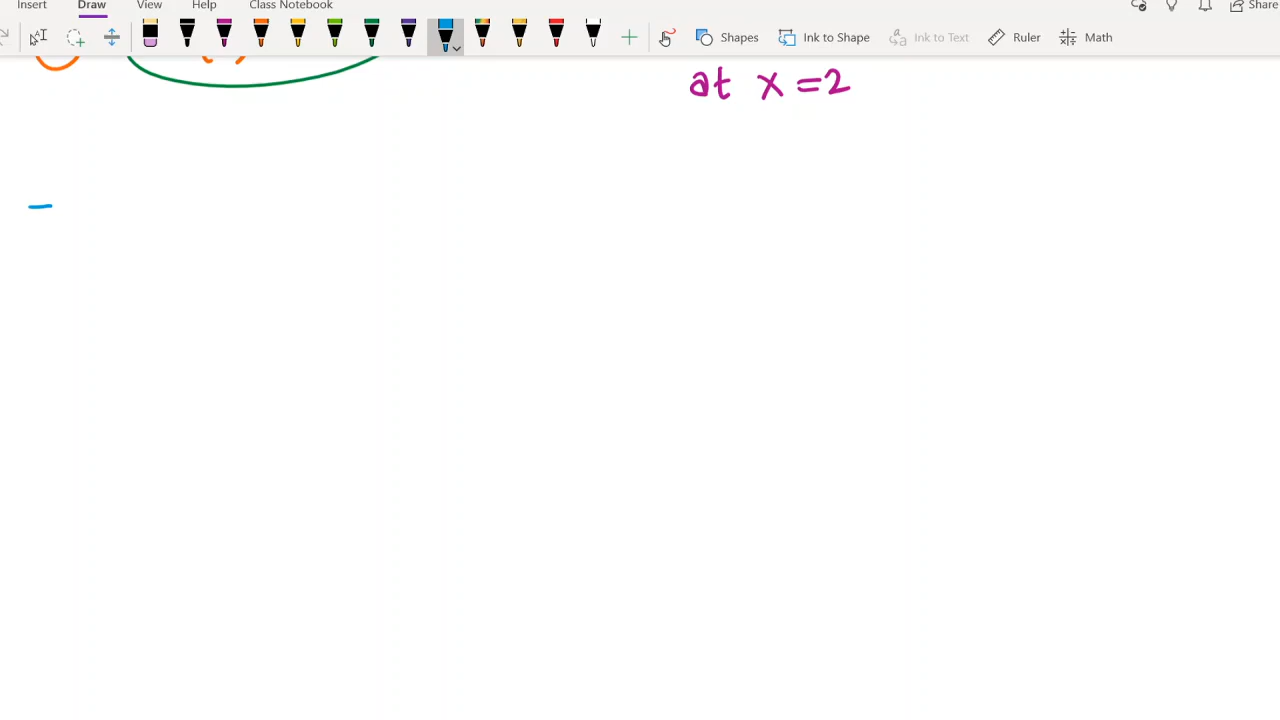 Insert Draw View Help Class Notebook Share
Shapes Ink to Shape Ink to Text Ruler Math
at x = 2